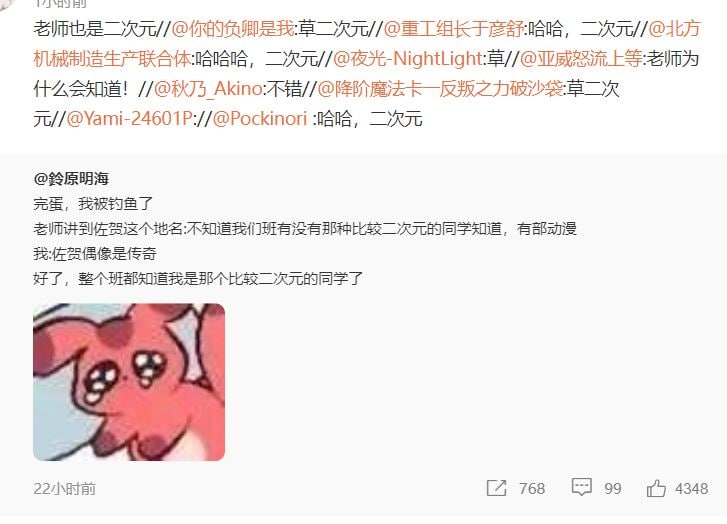 1小时前
老师也是二次元//@你的负卿是我:草二次元//@重工组长于彦舒:哈哈，二次元//@北方
机械制造生产联合体:哈哈哈，二次元//@夜光-NightLight:草//@亚威怒流上等:老师为
什么会知道！//@秋乃_Akino:不错//@降阶魔法卡一反叛之力破沙袋:草二次
元//@Yami-24601P://@Pockinori :哈哈，二次元
@鈴原明海
完蛋，我被钓鱼了
老师讲到佐贺这个地名:不知道我们班有没有那种比较二次元的同学知道，有部动漫
我:佐贺偶像是传奇
好了，整个班都知道我是那个比较二次元的同学了
22小时前
768
99
4348